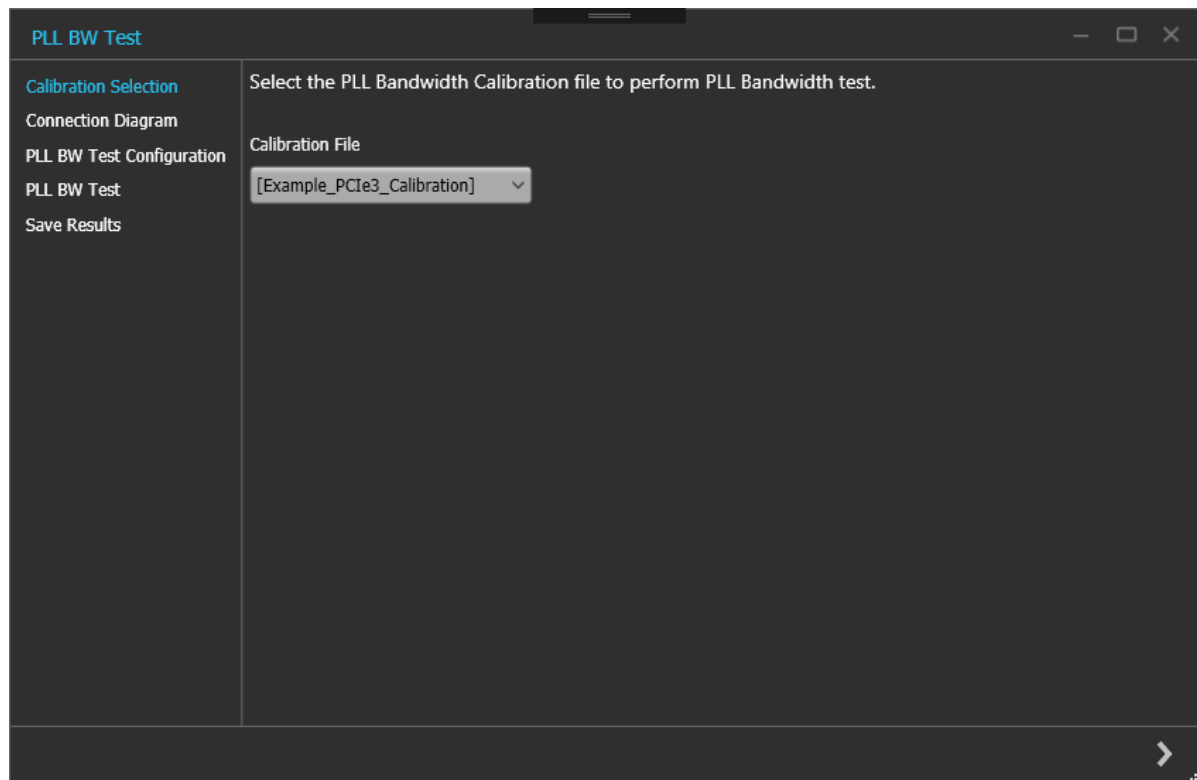 PLL BW Test
Calibration Selection
Connection Diagram
PLL BW Test Configuration
PLL BW Test
Save Results
Select the PLL Bandwidth Calibration file to perform PLL Bandwidth test.
Calibration File
[Example_PCIe3_Calibration]